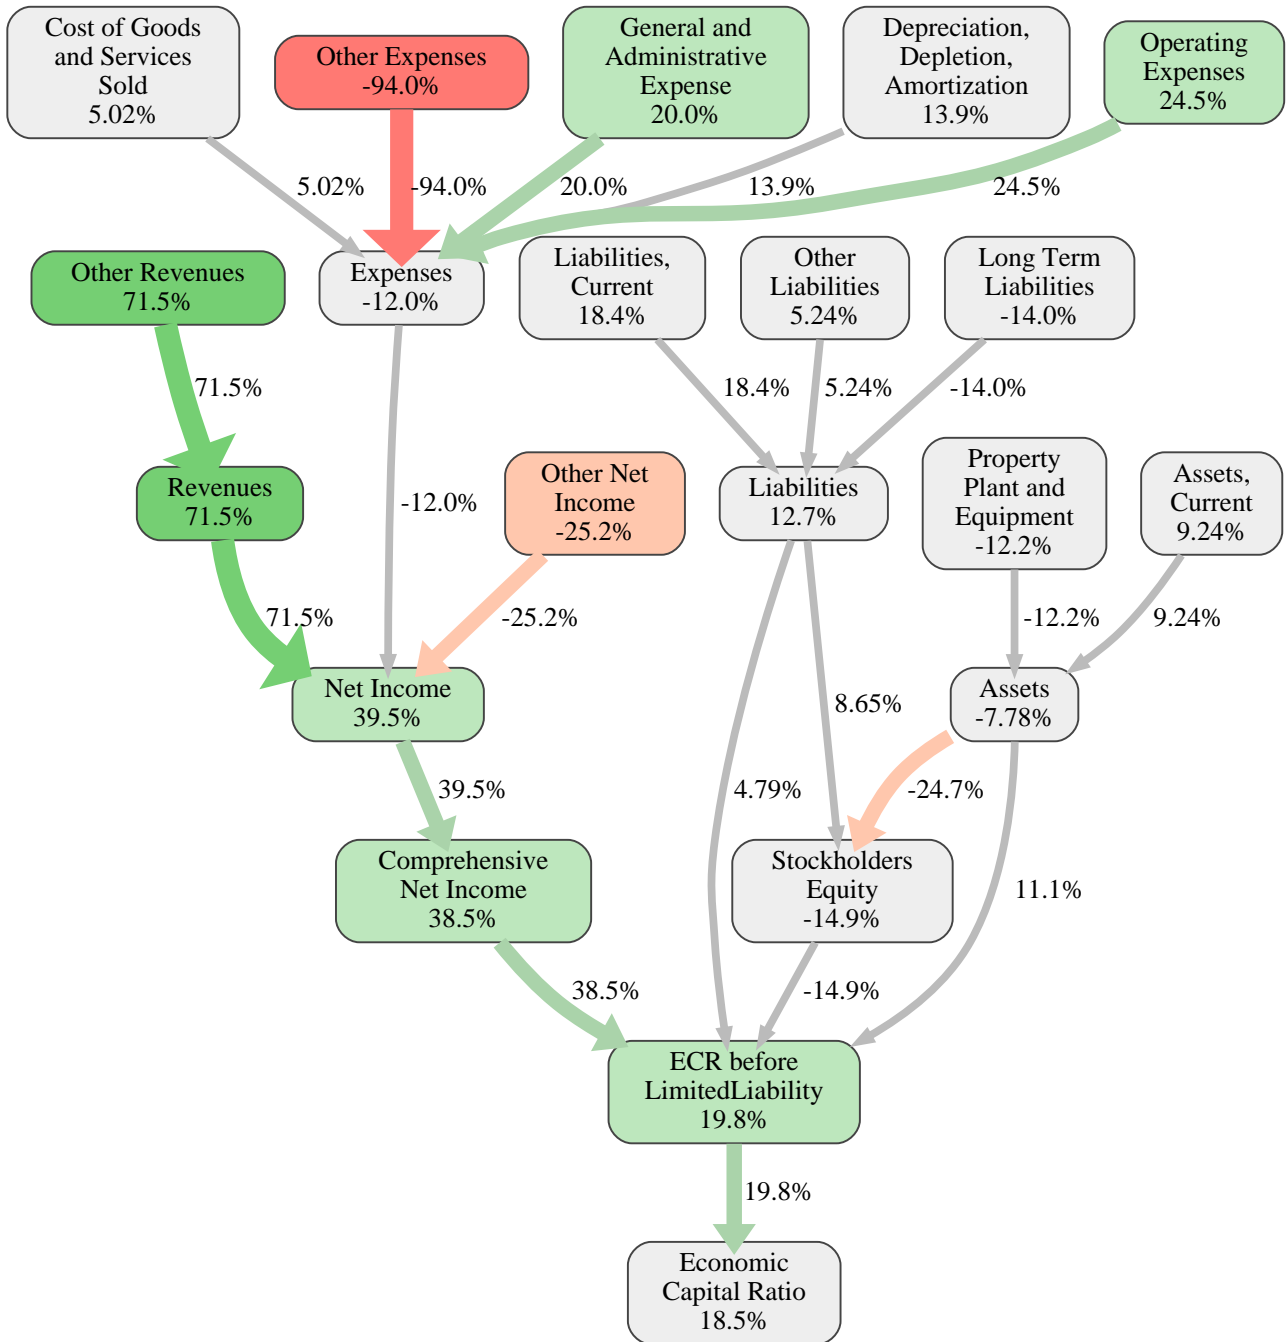 Cost of Goods
and Services
Sold
5.02%
Other Expenses
-94.0%
General and
Administrative
Expense
20.0%
Depreciation,
Depletion,
Amortization
13.9%
Operating
Expenses
24.5%
5.02%
-94.0%
20.0%
13.9%
24.5%
Other Revenues
71.5%
Expenses
-12.0%
Liabilities,
Current
18.4%
Other
Liabilities
5.24%
Long Term
Liabilities
-14.0%
71.5%
18.4%
5.24%
-14.0%
Revenues
71.5%
-12.0%
Other Net
Income
-25.2%
Liabilities
12.7%
Property
Plant and
Equipment
-12.2%
Assets,
Current
9.24%
71.5%
-25.2%
-12.2%
9.24%
Net Income
39.5%
8.65%
Assets
-7.78%
39.5%
4.79%
-24.7%
Comprehensive
Net Income
38.5%
Stockholders
Equity
-14.9%
11.1%
38.5%
-14.9%
ECR before
LimitedLiability
19.8%
19.8%
Economic
Capital Ratio
18.5%